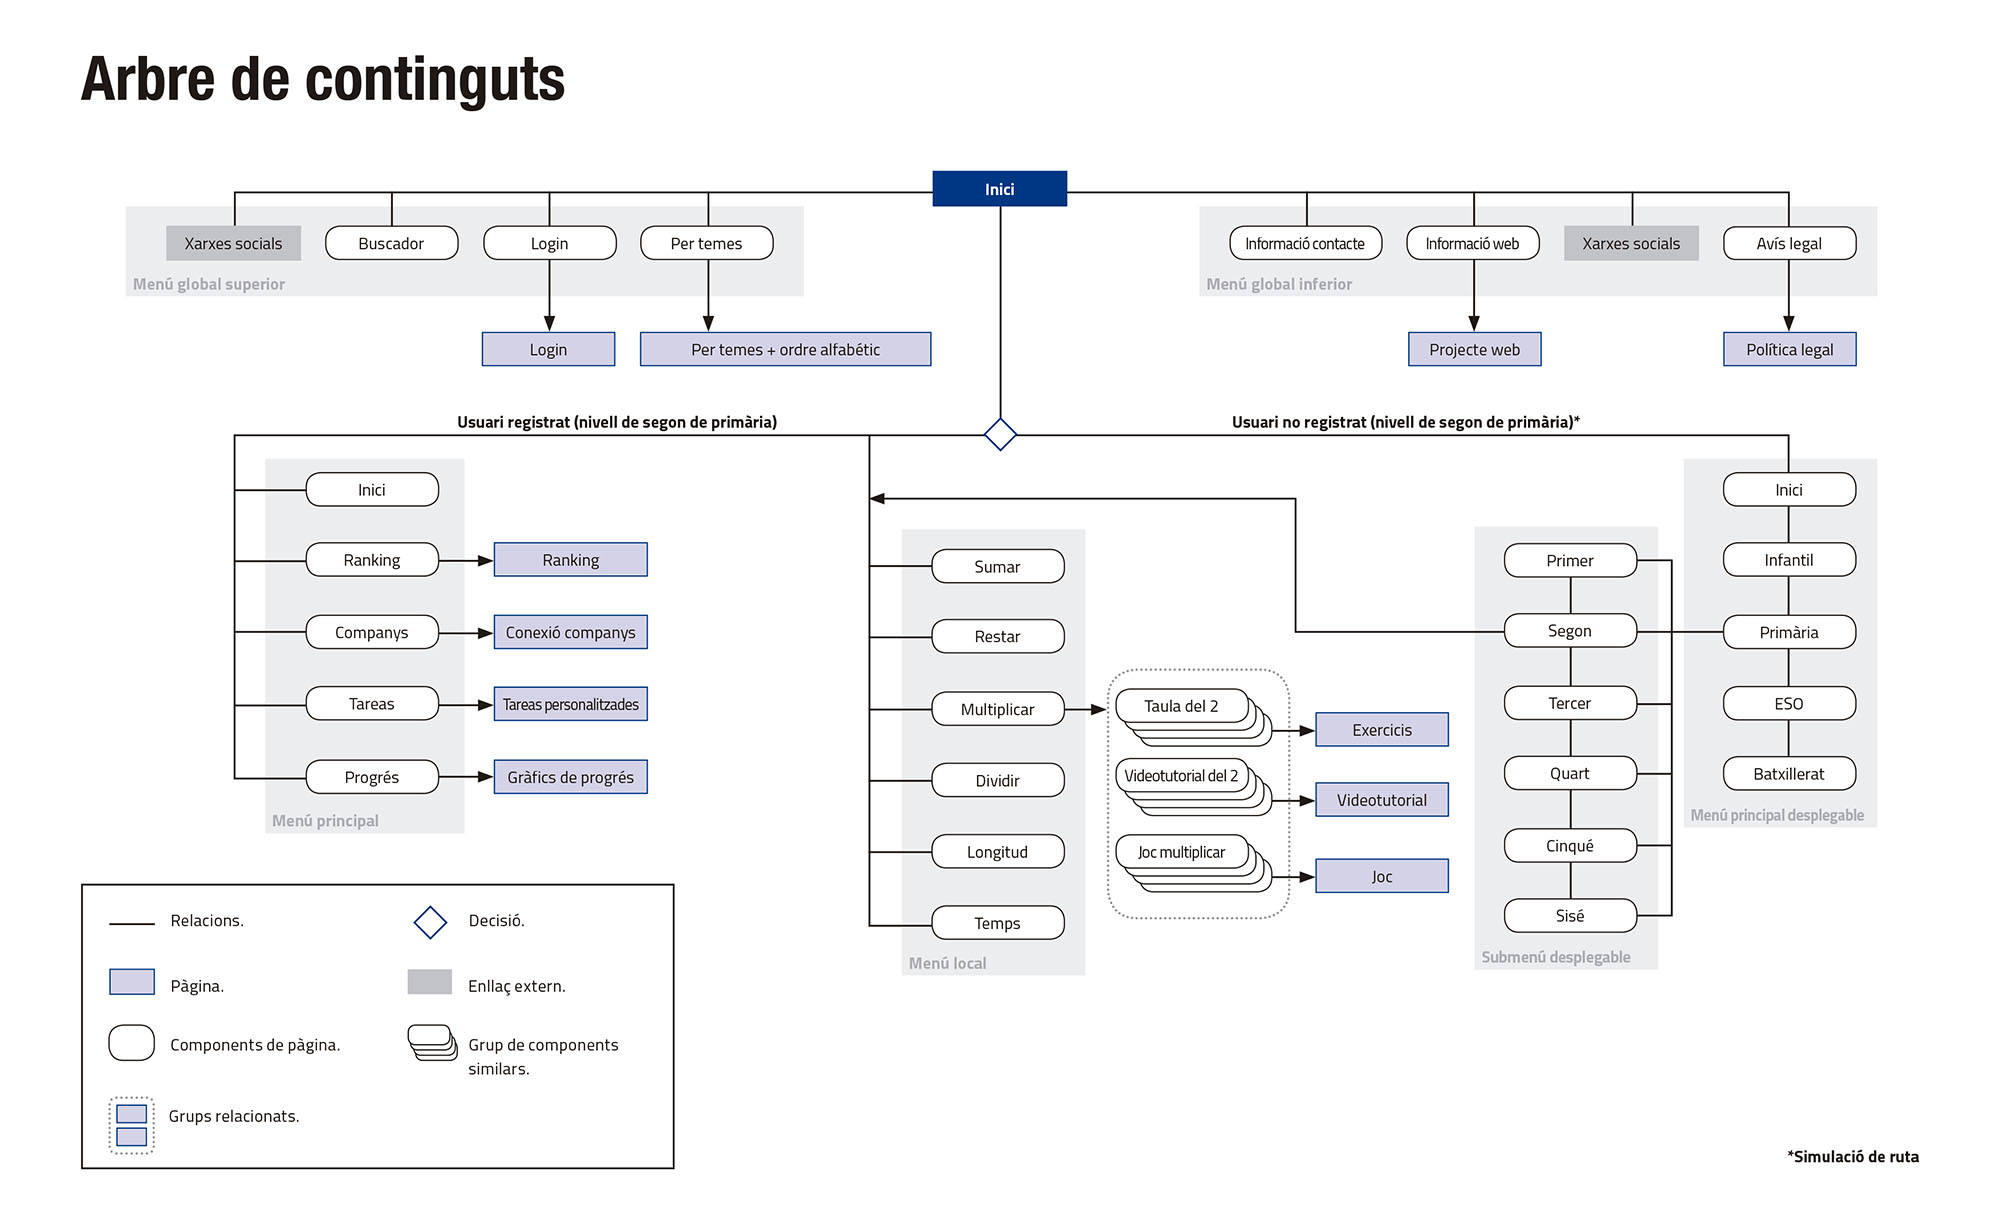 Arbre de continguts
Inici
Xarxes socials
Buscador
Login
Per temes
Menú global superior
Informació contacte
Informació web
Xarxes socials
Avís legal
Menú global inferior
Login
Per temes + ordre alfabétic
Projecte web
Política legal
Usuari registrat (nivell de segon de primària)
Usuari no registrat (nivell de segon de primària)*
Inici
Ranking
Ranking
Companys
Conexió companys
Tareas
Tareas personalitzades
Progrés
Gràfics de progrés
Menú principal
Sumar
Restar
Multiplicar
Dividir
Longitud
Temps
Menú local
Taula del 2
Exercicis
Videotutorial del 2
Videotutorial
Joc multiplicar
Joc
Primer
Segon
Tercer
Quart
Cinqué
Sisé
Submenú desplegable
Inici
Infantil
Primària
ESO
Batxillerat
Menú principal desplegable
Relacions.
Decisió.
Pàgina.
Enllaç extern.
Components de pàgina.
Grup de components
similars.
Grups relacionats.
*Simulació de ruta